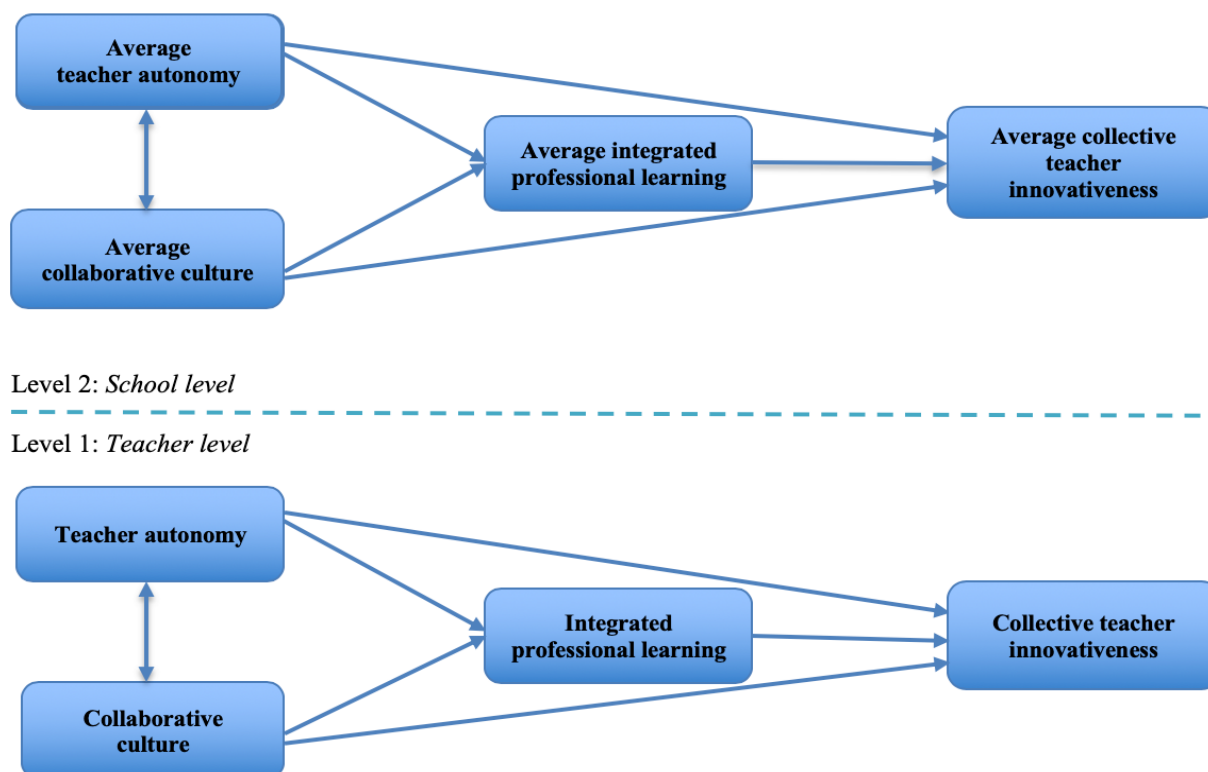 Average
teacher autonomy
Average integrated
professional learning
Average collective
teacher
innovativeness
Average
collaborative culture
Level 2: School level
Level 1: Teacher level
Teacher autonomy
Integrated
professional learning
Collective teacher
innovativeness
Collaborative
culture